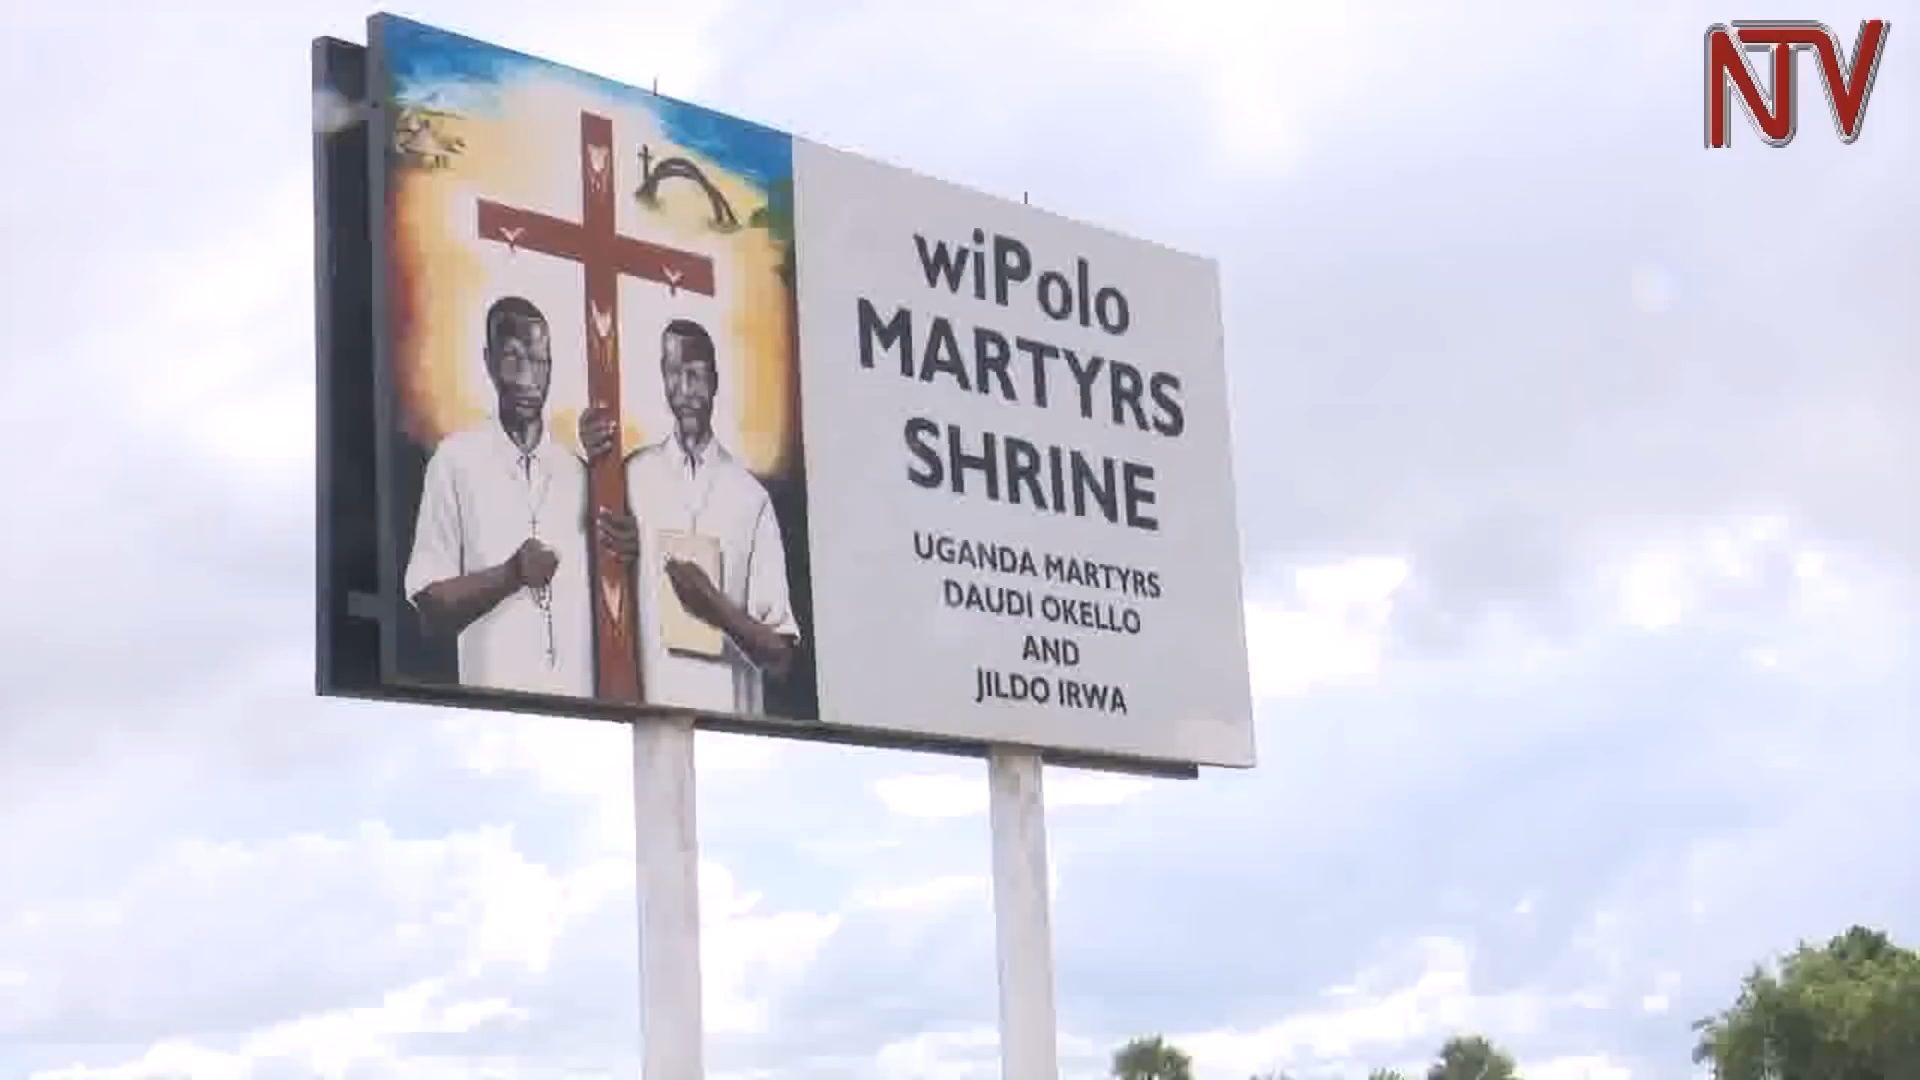 NTV
wiPolo
MARTYRS
SHRINE
UGANDA MARTYRS
DAUDI OKELLO
AND
JILDO IRWA